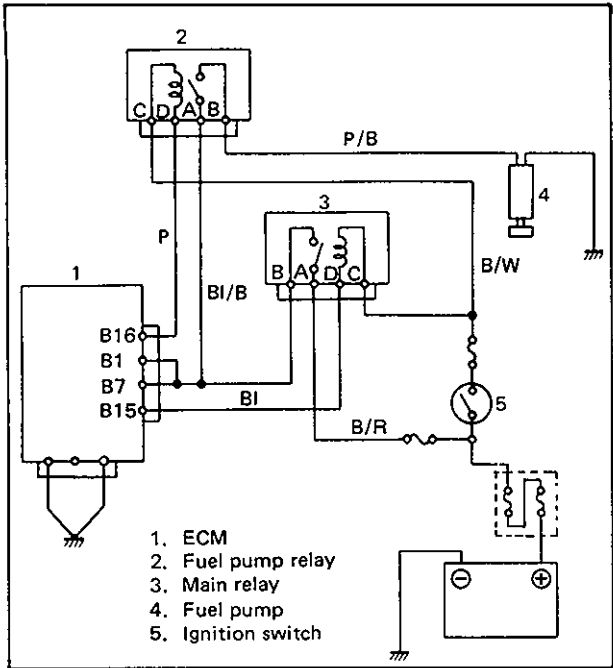 2
C D A B
P/B
3
4
P
B/W
B A D C
1
Bl/B
B16
B1
B7
B15
Bl
5
B/R
1. ECM
2. Fuel pump relay
3. Main relay
4. Fuel pump
5. Ignition switch
− +